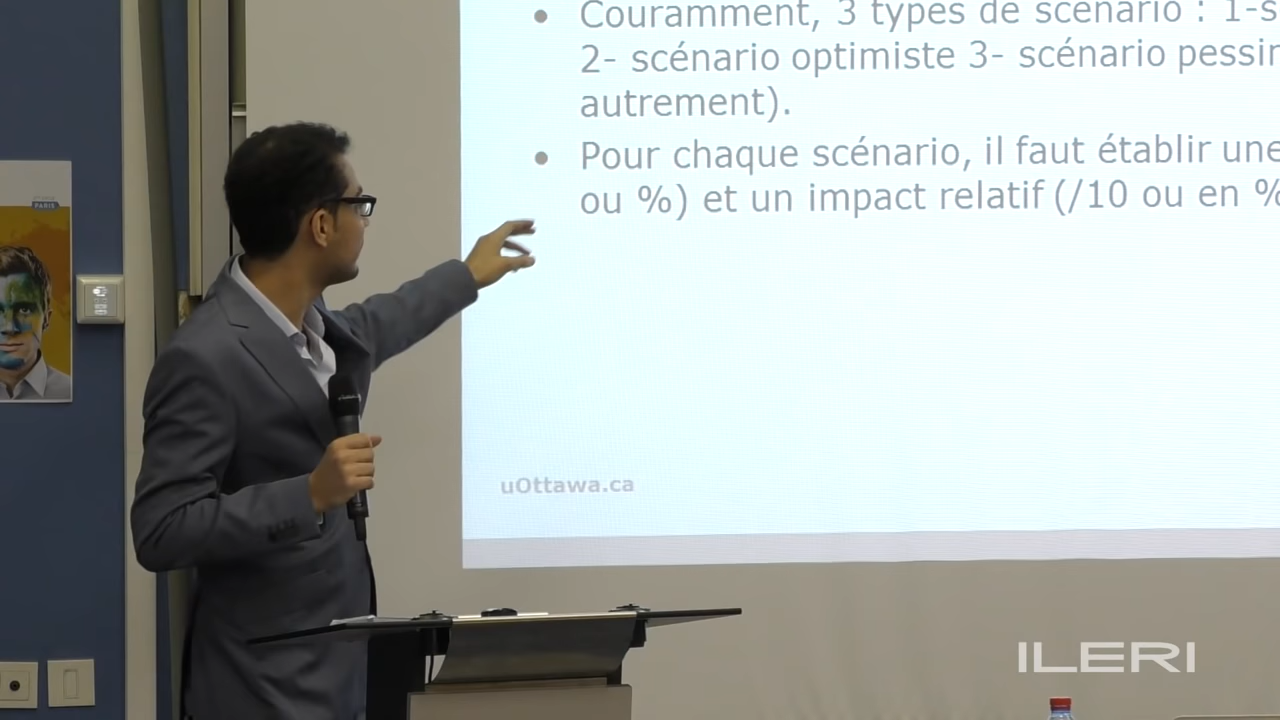 Couramment, 3 types de scénario : 1-s
2- scénario optimiste 3- scénario pessim
autrement).
Pour chaque scénario, il faut établir une
ou %) et un impact relatif (/10 ou en %
uOttawa.ca
PARIS
ILERI